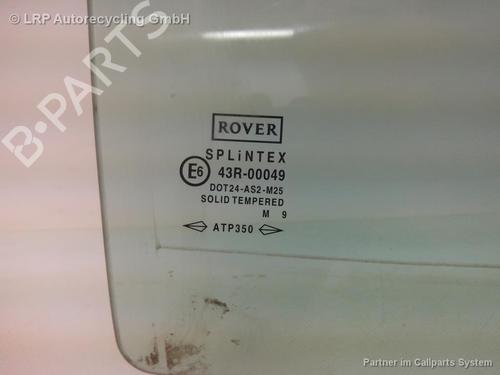 © LRP Autorecycling GmbH
B-PARTS
ROVER
SPLiNTEX
E6 43R-00049
DOT24-AS2-M25
SOLID TEMPERED
M 9
ATP350
Partner im Callparts System